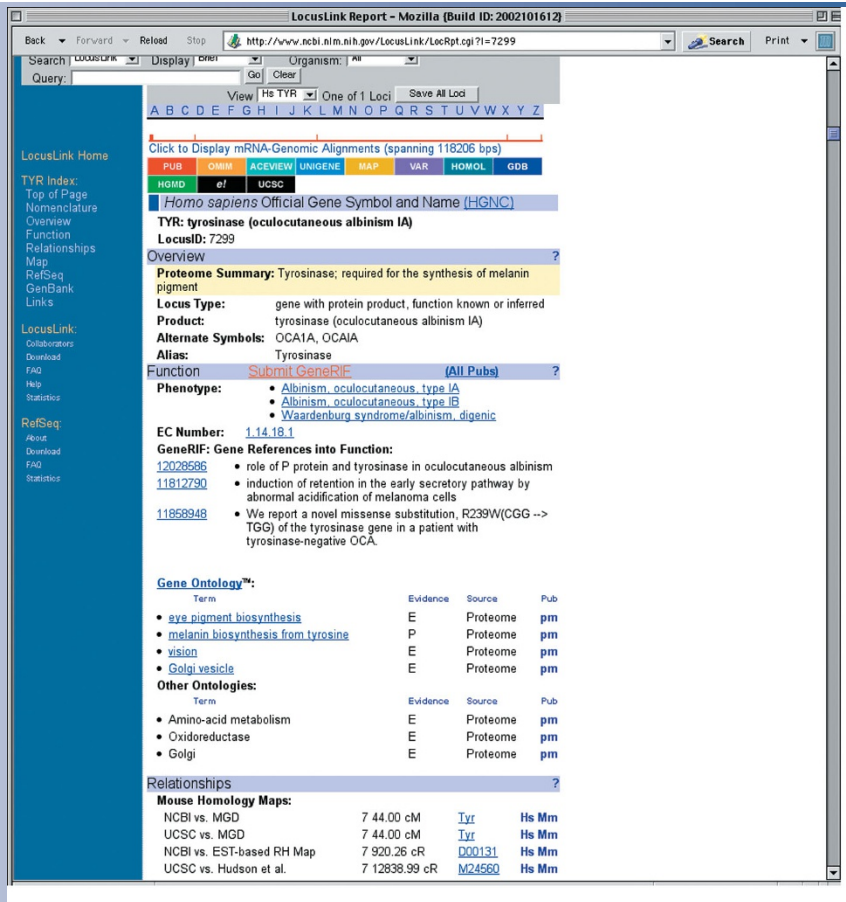 LocusLink Report - Mozilla {Build ID: 2002101612}
Back Forward Reload Stop http://www.ncbi.nlm.nih.gov/LocusLink/LocRpt.cgi?l=7299 Search Print
Search LocusLink Display Brief Organism: All
Query: Go Clear
View Hs TYR One of 1 Loci Save All Loci
A B C D E F G H I J K L M N O P Q R S T U V W X Y Z
Click to Display mRNA-Genomic Alignments (spanning 118206 bps)
PUB OMIM ACEVIEW UNIGENE MAP VAR HOMOL GDB
HGMD e! UCSC
LocusLink Home
TYR Index:
Top of Page
Nomenclature
Overview
Function
Relationships
Map
RefSeq
GenBank
Links
LocusLink:
Collaborators
Download
FAQ
Help
Statistics
RefSeq:
About
Download
FAQ
Statistics
Homo sapiens Official Gene Symbol and Name (HGNC)
TYR: tyrosinase (oculocutaneous albinism IA)
LocusID: 7299
Overview ?
Proteome Summary: Tyrosinase; required for the synthesis of melanin
pigment
Locus Type: gene with protein product, function known or inferred
Product: tyrosinase (oculocutaneous albinism IA)
Alternate Symbols: OCA1A, OCAIA
Alias: Tyrosinase
Function Submit GeneRIF (All Pubs) ?
Phenotype: • Albinism, oculocutaneous, type IA
• Albinism, oculocutaneous, type IB
• Waardenburg syndrome/albinism, digenic
EC Number: 1.14.18.1
GeneRIF: Gene References into Function:
12028586 • role of P protein and tyrosinase in oculocutaneous albinism
11812790 • induction of retention in the early secretory pathway by
abnormal acidification of melanoma cells
11858948 • We report a novel missense substitution, R239W(CGG -->
TGG) of the tyrosinase gene in a patient with
tyrosinase-negative OCA.
Gene Ontology™:
Term Evidence Source Pub
• eye pigment biosynthesis E Proteome pm
• melanin biosynthesis from tyrosine P Proteome pm
• vision E Proteome pm
• Golgi vesicle E Proteome pm
Other Ontologies:
Term Evidence Source Pub
• Amino-acid metabolism E Proteome pm
• Oxidoreductase E Proteome pm
• Golgi E Proteome pm
Relationships ?
Mouse Homology Maps:
NCBI vs. MGD 7 44.00 cM Tyr Hs Mm
UCSC vs. MGD 7 44.00 cM Tyr Hs Mm
NCBI vs. EST-based RH Map 7 920.26 cR D00131 Hs Mm
UCSC vs. Hudson et al. 7 12838.99 cR M24560 Hs Mm